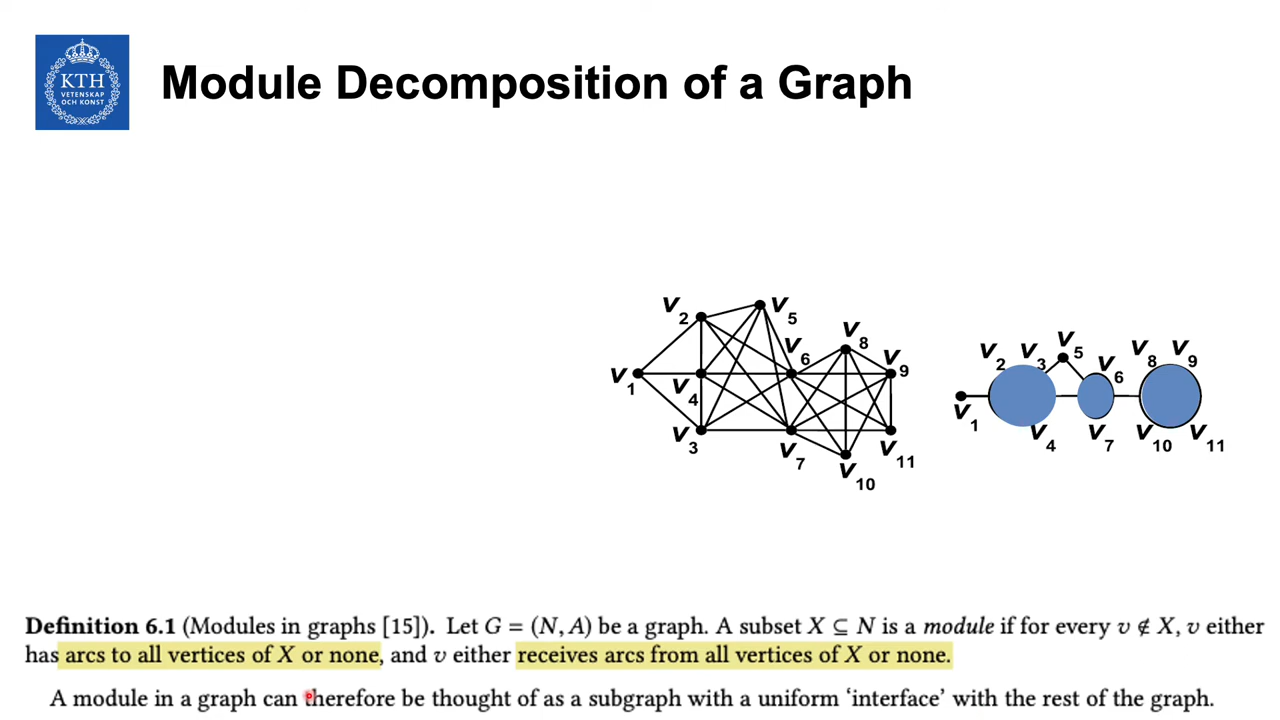 KTH
VETENSKAP
OCH KONST
Module Decomposition of a Graph
v2
v5
v6
v8
v9
v1
v4
v3
v7
v10
v11
v2 v3 v5 v6 v8 v9
v1 v4 v7 v10 v11
Definition 6.1 (Modules in graphs [15]). Let G = (N, A) be a graph. A subset X ⊆ N is a module if for every v ∉ X, v either
has arcs to all vertices of X or none, and v either receives arcs from all vertices of X or none.
A module in a graph can therefore be thought of as a subgraph with a uniform ‘interface’ with the rest of the graph.